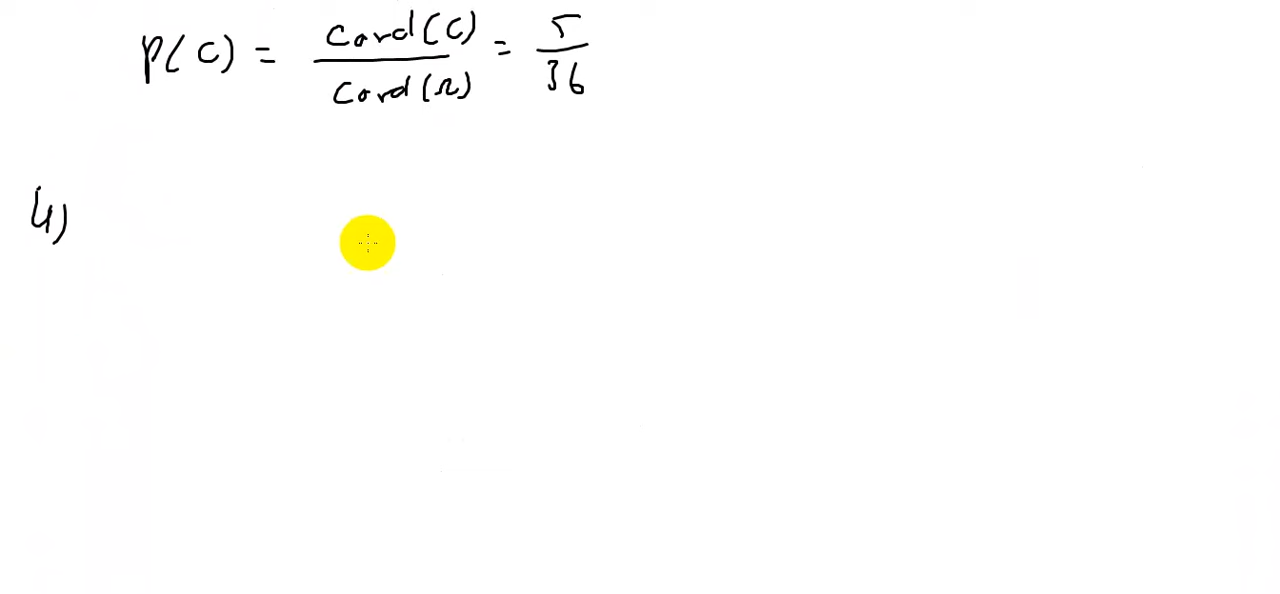 P(C) = Card(C) / Card(Ω) = 5 / 36
4)